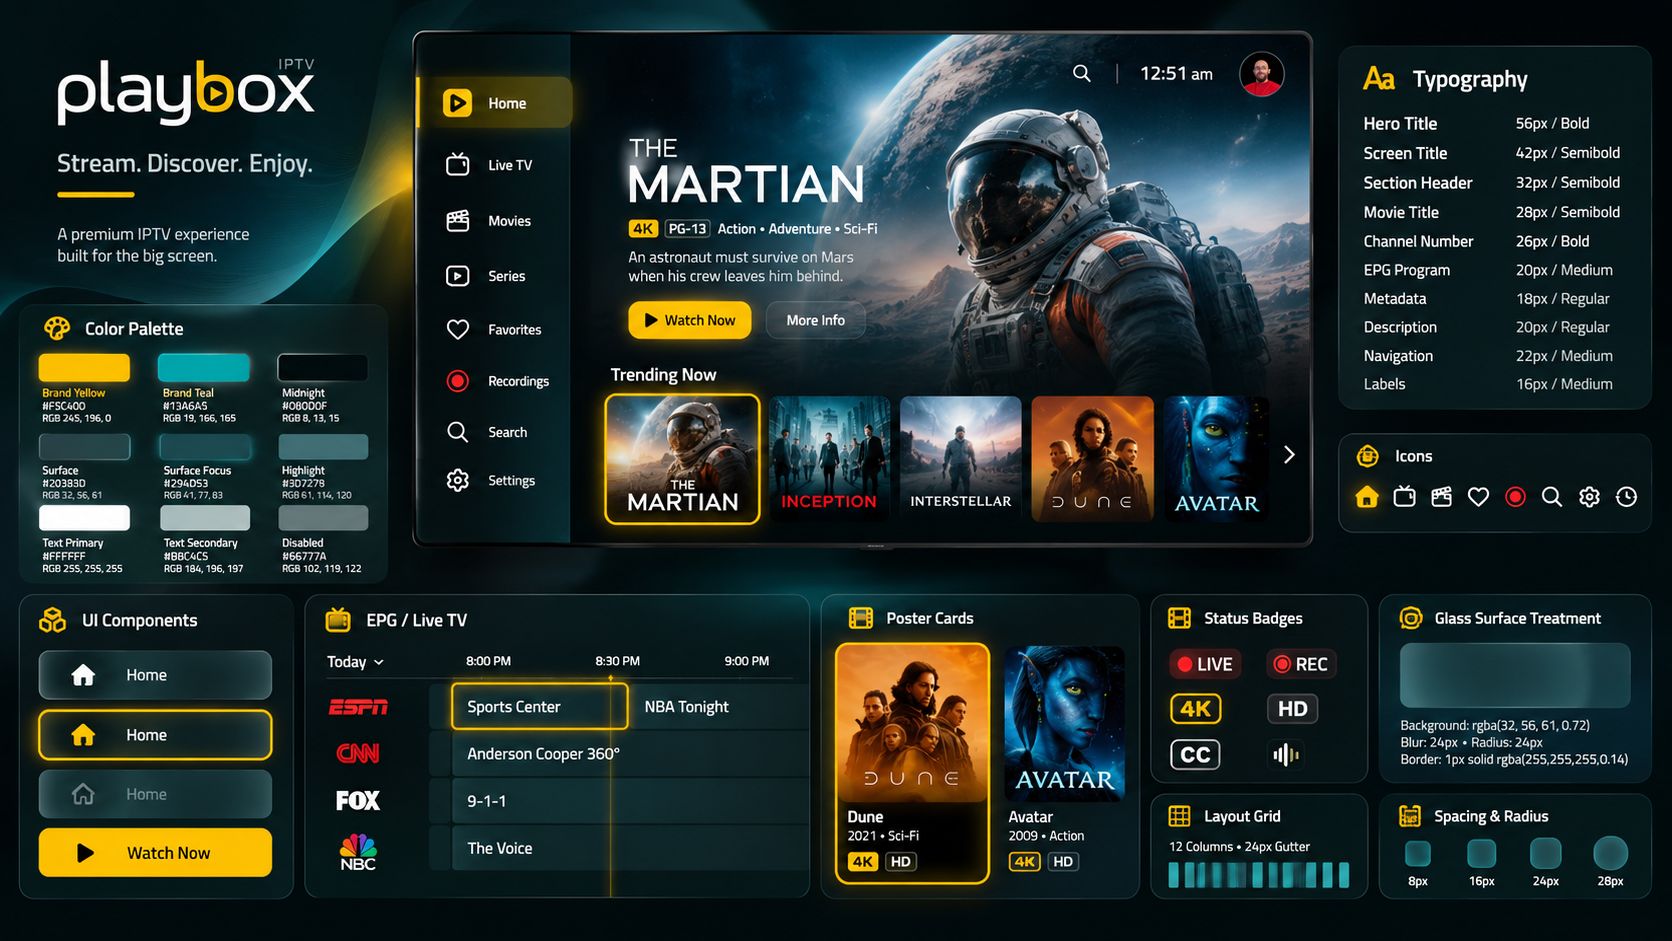 playbox IPTV
Stream. Discover. Enjoy.
A premium IPTV experience
built for the big screen.
Color Palette
Brand Yellow
#F5C400
RGB 245, 196, 0
Brand Teal
#13A6A5
RGB 19, 166, 165
Midnight
#080D0F
RGB 8, 13, 15
Surface
#20383D
RGB 32, 56, 61
Surface Focus
#294D53
RGB 41, 77, 83
Highlight
#3D7278
RGB 61, 114, 120
Text Primary
#FFFFFF
RGB 255, 255, 255
Text Secondary
#B8C4C5
RGB 184, 196, 197
Disabled
#66777A
RGB 102, 119, 122
Home
Live TV
Movies
Series
Favorites
Recordings
Search
Settings
12:51 am
THE
MARTIAN
4K PG-13 Action • Adventure • Sci-Fi
An astronaut must survive on Mars
when his crew leaves him behind.
Watch Now
More Info
Trending Now
THE
MARTIAN
INCEPTION
INTERSTELLAR
DUNE
AVATAR
Aa Typography
Hero Title 56px / Bold
Screen Title 42px / Semibold
Section Header 32px / Semibold
Movie Title 28px / Semibold
Channel Number 26px / Bold
EPG Program 20px / Medium
Metadata 18px / Regular
Description 20px / Regular
Navigation 22px / Medium
Labels 16px / Medium
Icons
UI Components
Home
Home
Home
Watch Now
EPG / Live TV
Today 8:00 PM 8:30 PM 9:00 PM
ESPN Sports Center NBA Tonight
CNN Anderson Cooper 360°
FOX 9-1-1
NBC The Voice
Poster Cards
DUNE
Dune
2021 • Sci-Fi
4K HD
AVATAR
Avatar
2009 • Action
4K HD
Status Badges
LIVE REC
4K HD
CC
Layout Grid
12 Columns • 24px Gutter
Glass Surface Treatment
Background: rgba(32, 56, 61, 0.72)
Blur: 24px • Radius: 24px
Border: 1px solid rgba(255,255,255,0.14)
Spacing & Radius
8px 16px 24px 28px